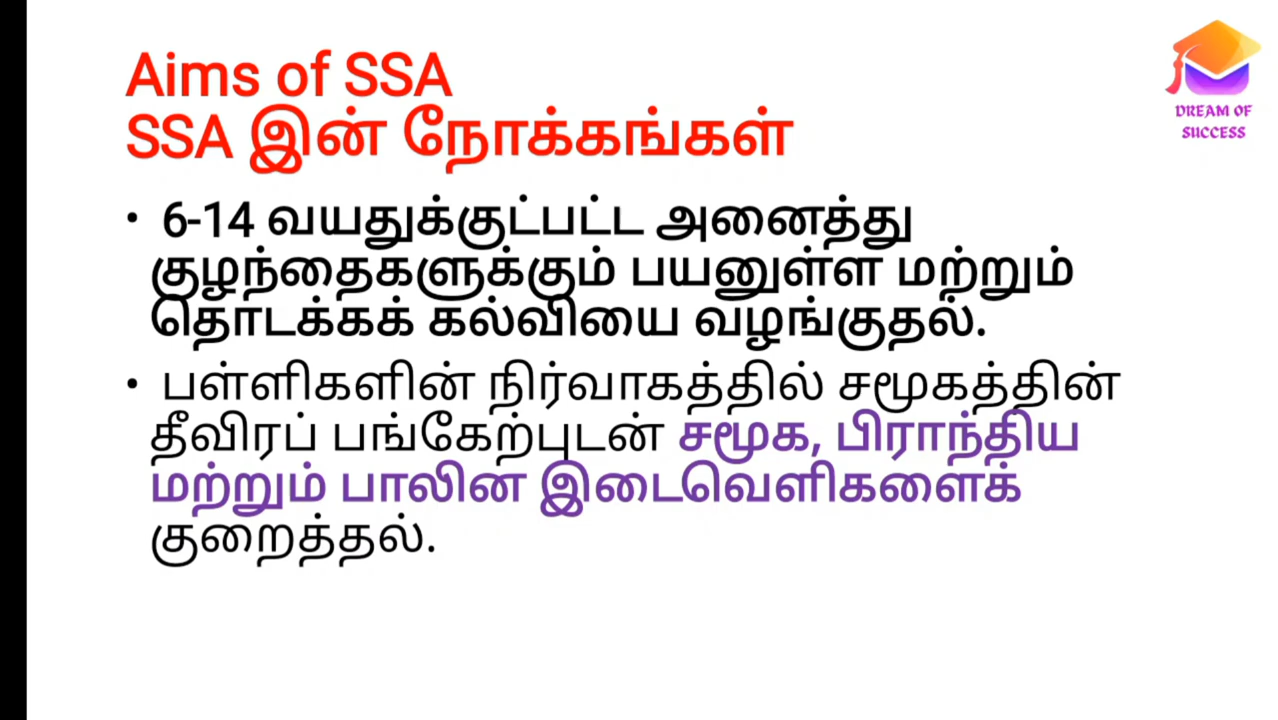 Aims of SSA
SSA இன் நோக்கங்கள்
DREAM OF
SUCCESS
• 6-14 வயதுக்குட்பட்ட அனைத்து
குழந்தைகளுக்கும் பயனுள்ள மற்றும்
தொடக்கக் கல்வியை வழங்குதல்.
• பள்ளிகளின் நிர்வாகத்தில் சமூகத்தின்
தீவிரப் பங்கேற்புடன் சமூக, பிராந்திய
மற்றும் பாலின இடைவெளிகளைக்
குறைத்தல்.